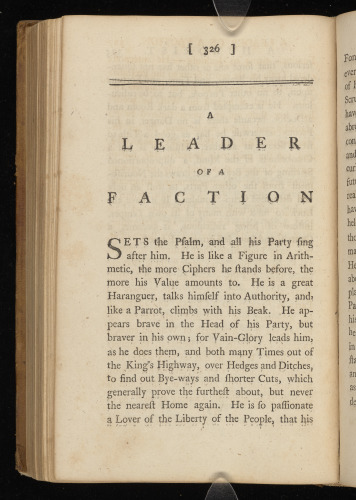 [ 326 ]
A
LEADER
OF A
FACTION
SETS the Pſalm, and all his Party ſing
after him. He is like a Figure in Arith-
metic, the more Ciphers he ſtands before, the
more his Value amounts to. He is a great
Haranguer, talks himſelf into Authority, and,
like a Parrot, climbs with his Beak. He ap-
pears brave in the Head of his Party, but
braver in his own; for Vain-Glory leads him,
as he does them, and both many Times out of
the King's Highway, over Hedges and Ditches,
to find out Bye-ways and ſhorter Cuts, which
generally prove the furtheſt about, but never
the neareſt Home again. He is ſo paſſionate
a Lover of the Liberty of the People, that his